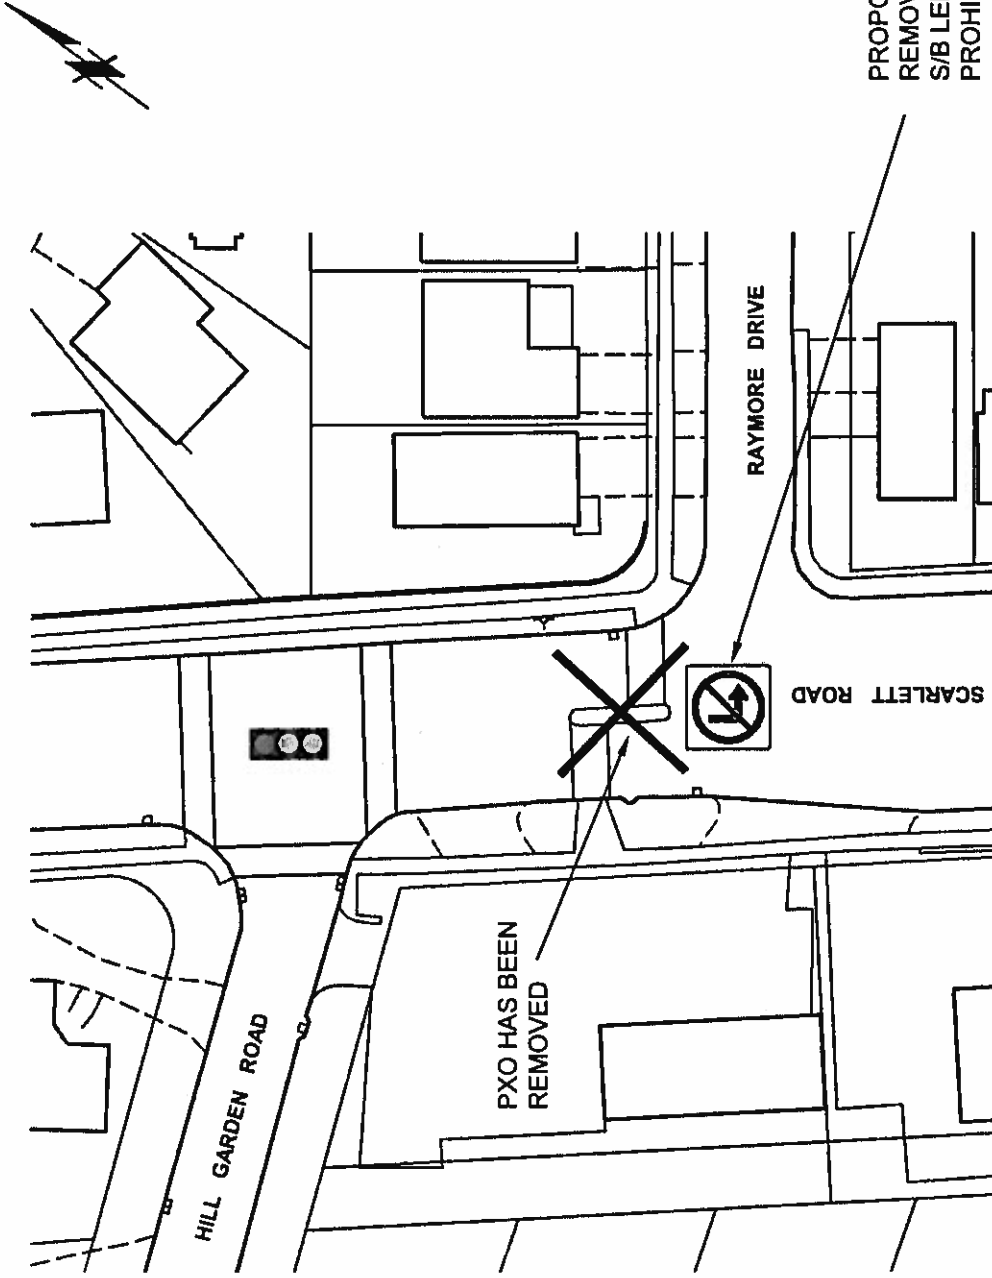 PROPO
REMOV
S/B LE
PROHI
RAYMORE DRIVE
SCARLETT ROAD
PXO HAS BEEN
REMOVED
HILL GARDEN ROAD